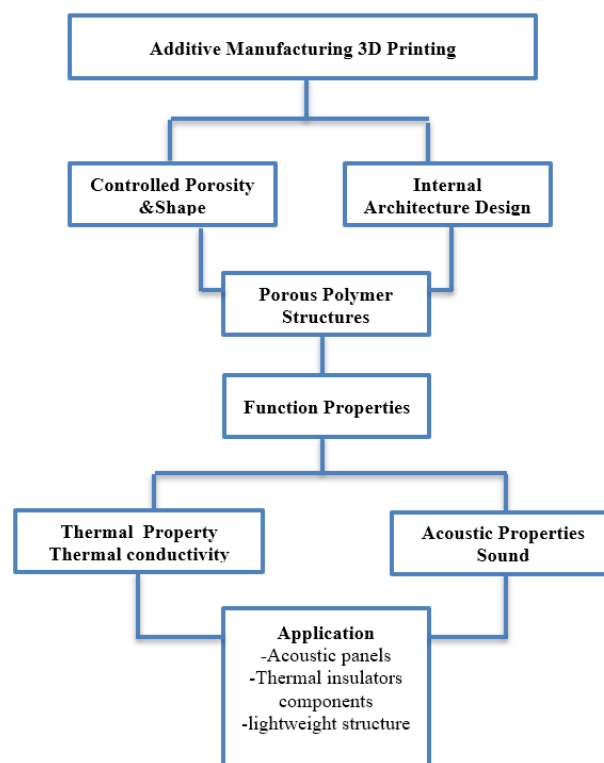 Additive Manufacturing 3D Printing
Controlled Porosity
&Shape
Internal
Architecture Design
Porous Polymer
Structures
Function Properties
Thermal Property
Thermal conductivity
Acoustic Properties
Sound
Application
-Acoustic panels
-Thermal insulators
components
-lightweight structure